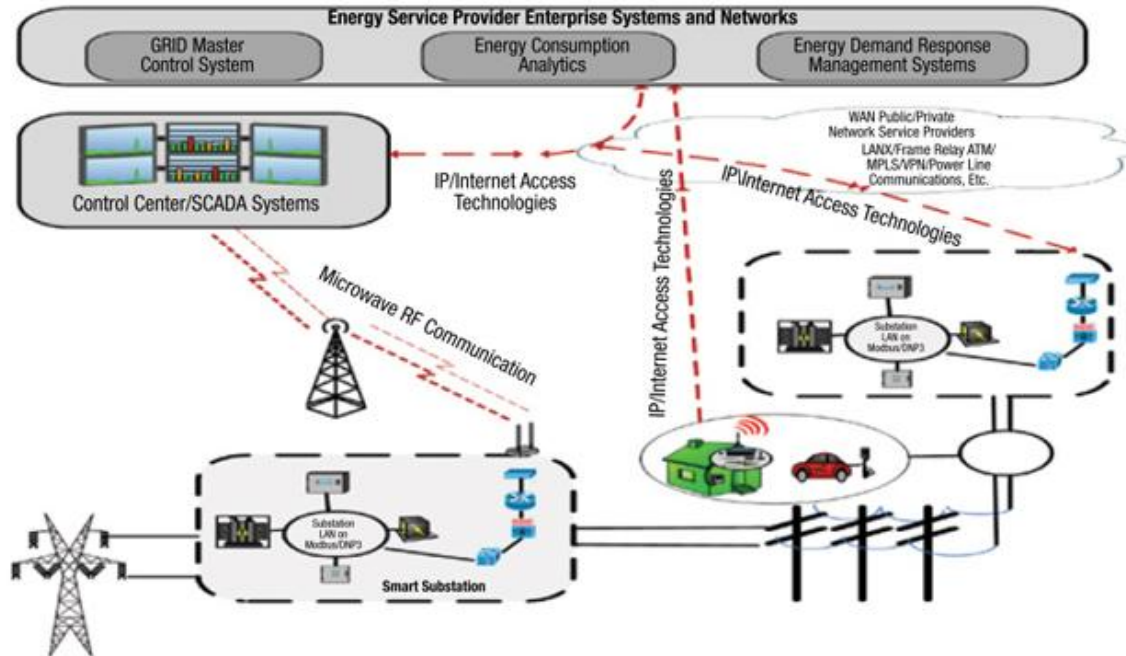 Energy Service Provider Enterprise Systems and Networks
GRID Master
Control System
Energy Consumption
Analytics
Energy Demand Response
Management Systems
Control Center/SCADA Systems
IP/Internet Access
Technologies
WAN Public/Private
Network Service Providers
LANX/Frame Relay ATM/
MPLS/VPN/Power Line
Communications, Etc.
IP\Internet Access Technologies
IP/Internet Access Technologies
Microwave RF Communication
Substation
LAN on
Modbus/DNP3
Substation
LAN on
Modbus/DNP3
Smart Substation